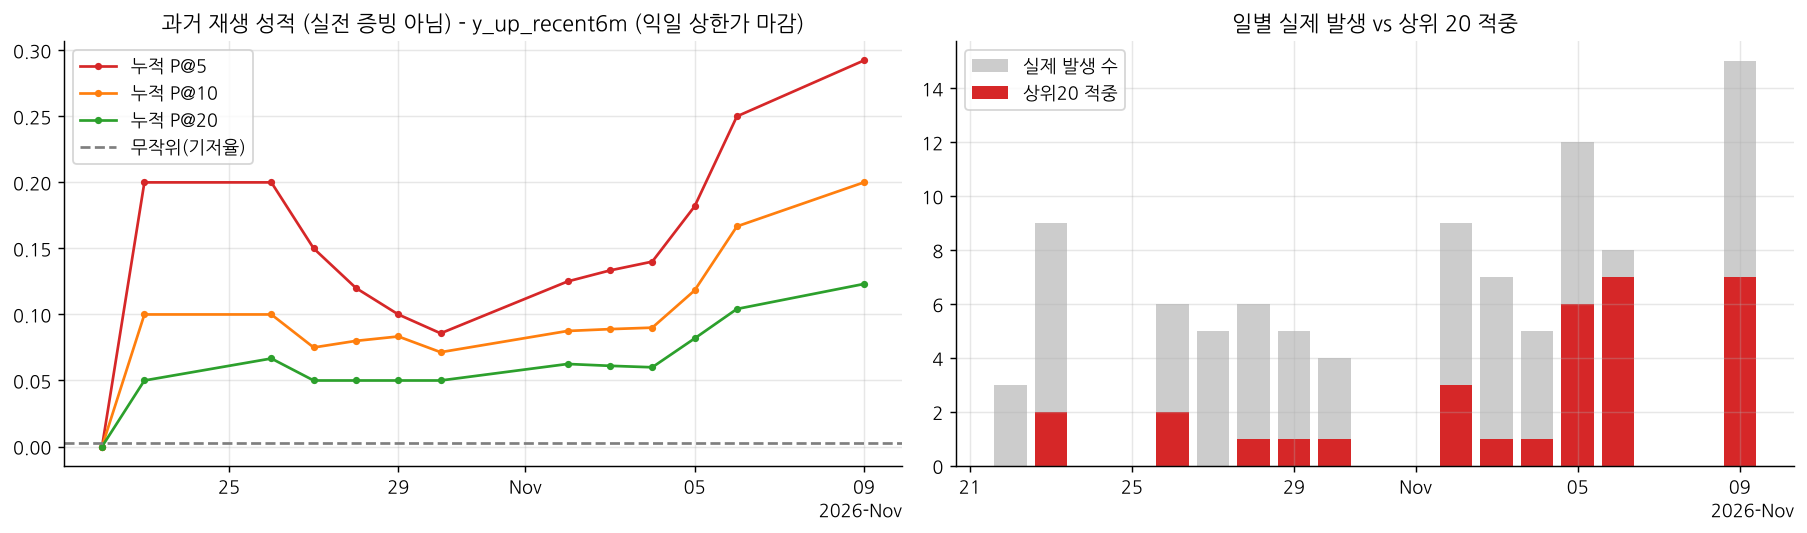 과거 재생 성적 (실전 증빙 아님) - y_up_recent6m (익일 상한가 마감)
누적 P@5
누적 P@10
누적 P@20
무작위(기저율)
0.30
0.25
0.20
0.15
0.10
0.05
0.00
25
29
Nov
05
09
2026-Nov
일별 실제 발생 vs 상위 20 적중
실제 발생 수
상위20 적중
14
12
10
8
6
4
2
0
21
25
29
Nov
05
09
2026-Nov